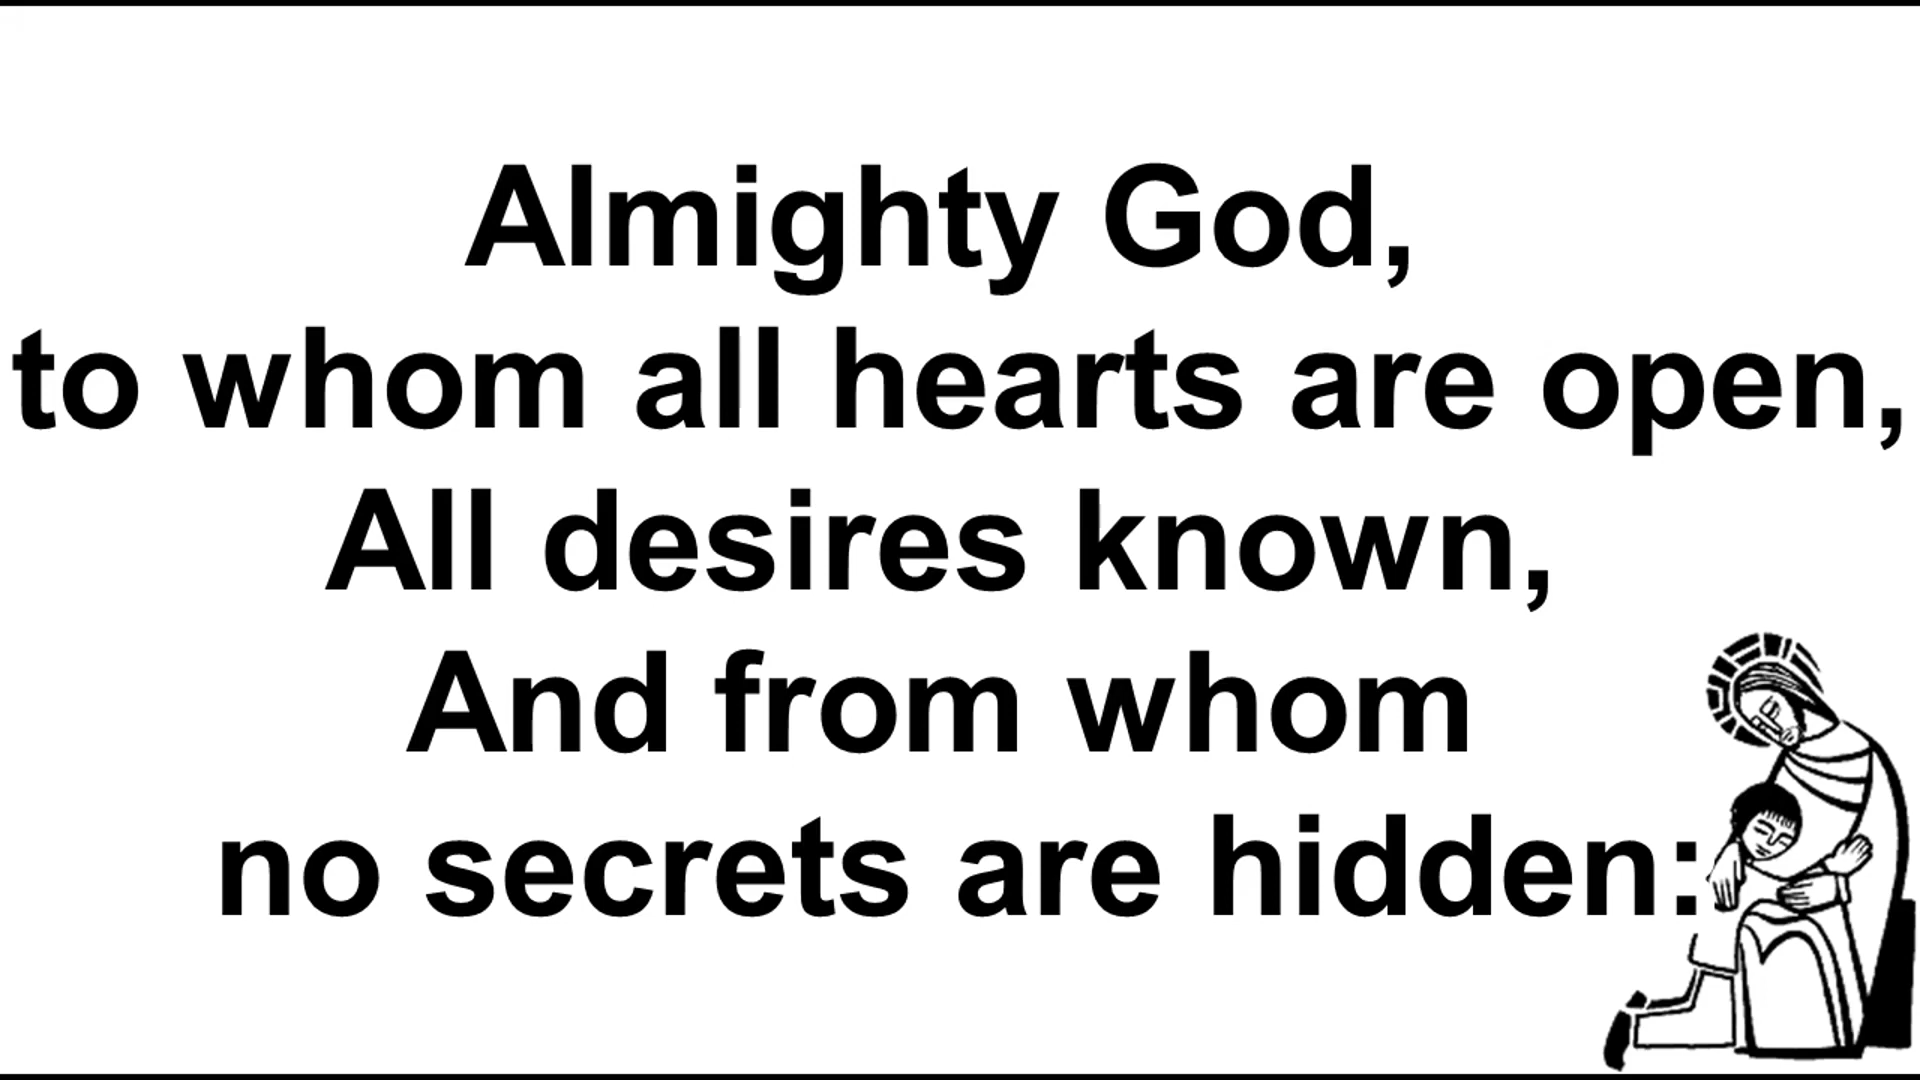 Almighty God,
to whom all hearts are open,
All desires known,
And from whom
no secrets are hidden: